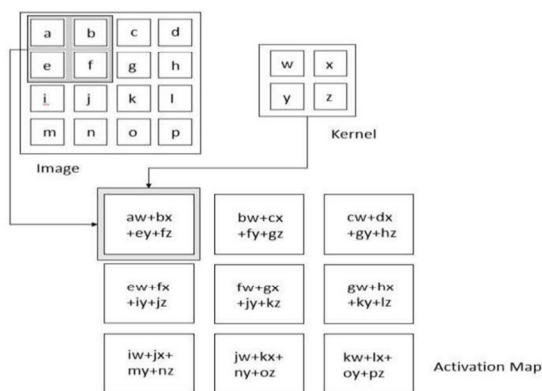 a b c d
e f g h
i j k l
m n o p
Image
w x
y z
Kernel
aw+bx
+ey+fz
bw+cx
+fy+gz
cw+dx
+gy+hz
ew+fx
+iy+jz
fw+gx
+jy+kz
gw+hx
+ky+lz
iw+jx+
my+nz
jw+kx+
ny+oz
kw+lx+
oy+pz
Activation Map